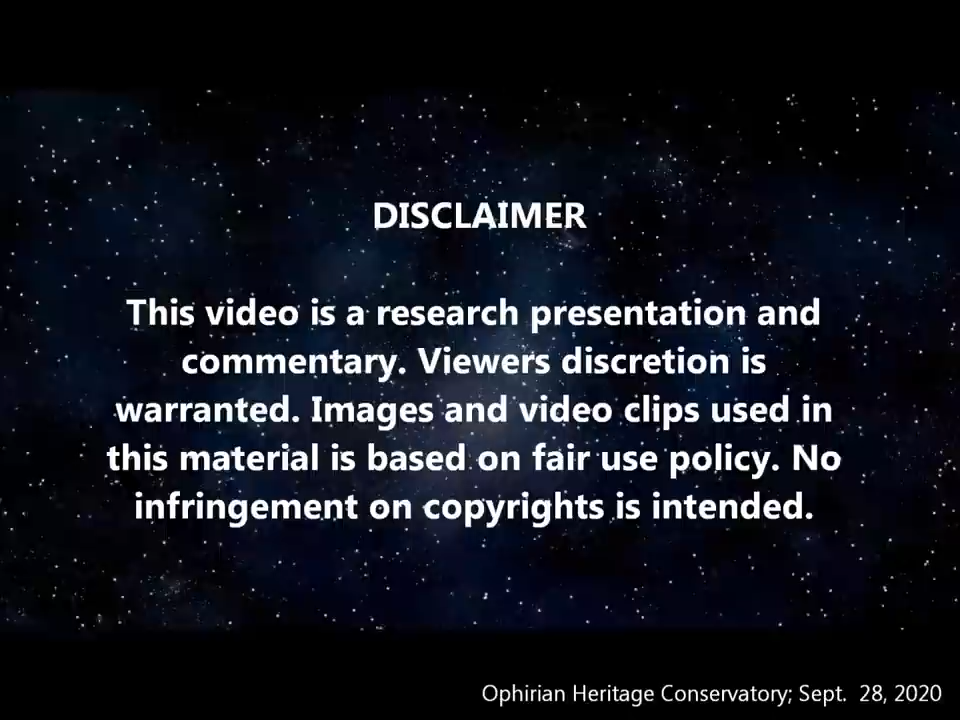 DISCLAIMER
This video is a research presentation and
commentary. Viewers discretion is
warranted. Images and video clips used in
this material is based on fair use policy. No
infringement on copyrights is intended.
Ophirian Heritage Conservatory; Sept.  28, 2020